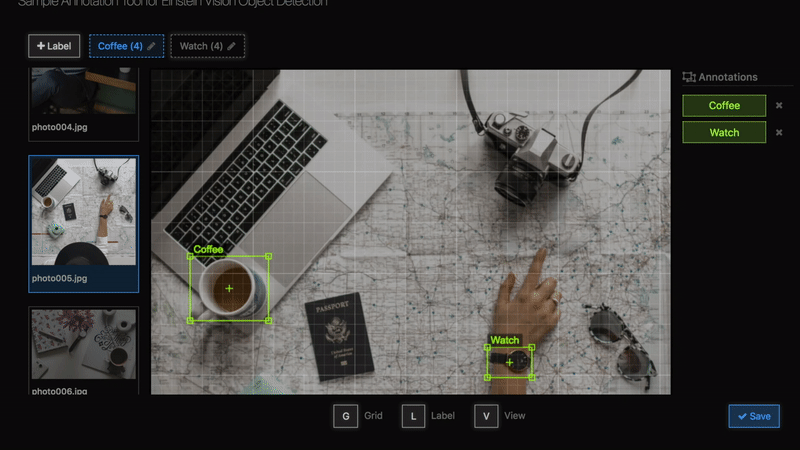 Sample Annotation Tool for Einstein Vision Object Detection
+ Label
Coffee (4)
Watch (4)
photo004.jpg
photo005.jpg
photo006.jpg
Coffee
PASSPORT
Watch
Annotations
Coffee
Watch
G Grid
L Label
V View
Save